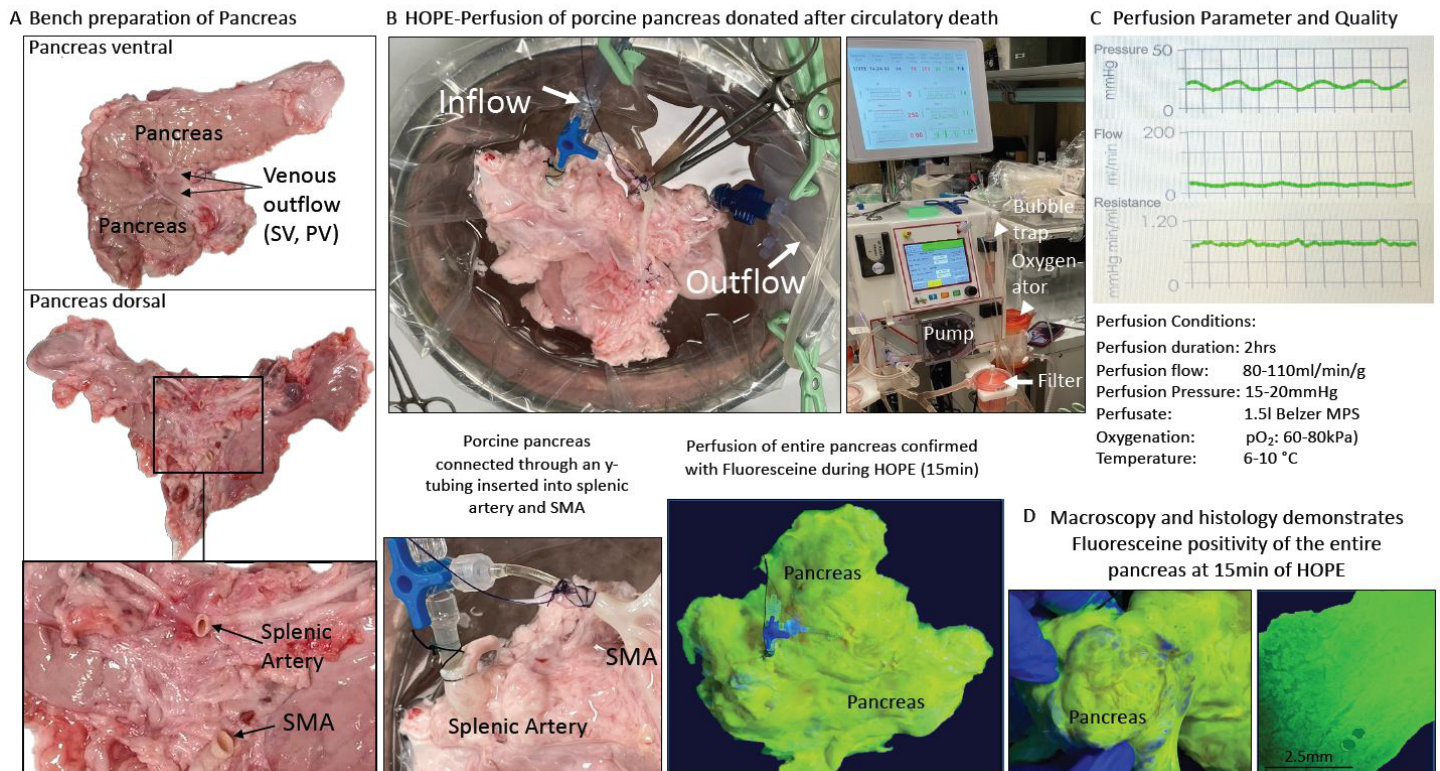 A Bench preparation of Pancreas
Pancreas ventral
Pancreas
Pancreas
Venous
outflow
(SV, PV)
Pancreas dorsal
Splenic
Artery
SMA
B HOPE-Perfusion of porcine pancreas donated after circulatory death
Inflow
Outflow
Bubble
trap
Oxygen-
ator
Pump
Filter
Porcine pancreas
connected through an y-
tubing inserted into splenic
artery and SMA
SMA
Splenic Artery
Perfusion of entire pancreas confirmed
with Fluoresceine during HOPE (15min)
Pancreas
Pancreas
C Perfusion Parameter and Quality
Pressure 50
mmHg
0
Flow 200
ml/min
0
Resistance
1.20
mmHg min/ml
0
Perfusion Conditions:
Perfusion duration: 2hrs
Perfusion flow: 80-110ml/min/g
Perfusion Pressure: 15-20mmHg
Perfusate: 1.5l Belzer MPS
Oxygenation: pO₂: 60-80kPa)
Temperature: 6-10 °C
D Macroscopy and histology demonstrates
Fluoresceine positivity of the entire
pancreas at 15min of HOPE
Pancreas
2.5mm